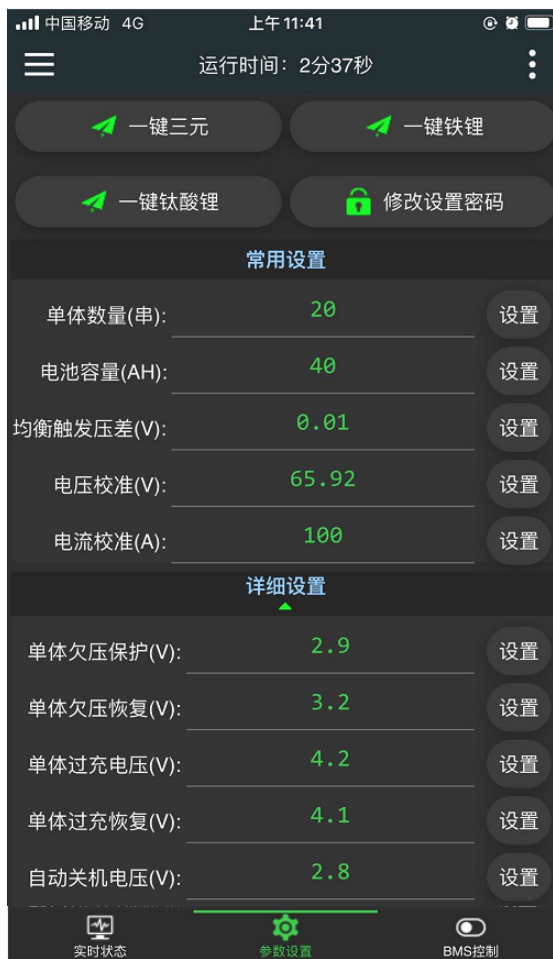 中国移动 4G 上午11:41
运行时间：2分37秒
一键三元 一键铁锂
一键钛酸锂 修改设置密码
常用设置
单体数量(串): 20 设置
电池容量(AH): 40 设置
均衡触发压差(V): 0.01 设置
电压校准(V): 65.92 设置
电流校准(A): 100 设置
详细设置
单体欠压保护(V): 2.9 设置
单体欠压恢复(V): 3.2 设置
单体过充电压(V): 4.2 设置
单体过充恢复(V): 4.1 设置
自动关机电压(V): 2.8 设置
实时状态 参数设置 BMS控制